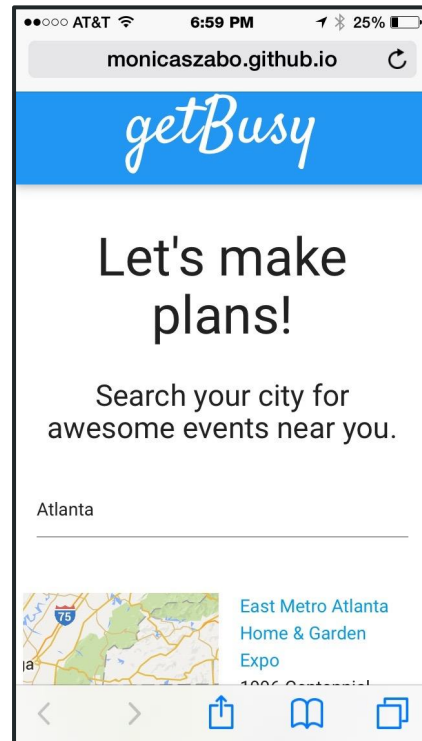 AT&T 6:59 PM 25%
monicaszabo.github.io
getBusy
Let's make
plans!
Search your city for
awesome events near you.
Atlanta
75
East Metro Atlanta
Home & Garden
Expo